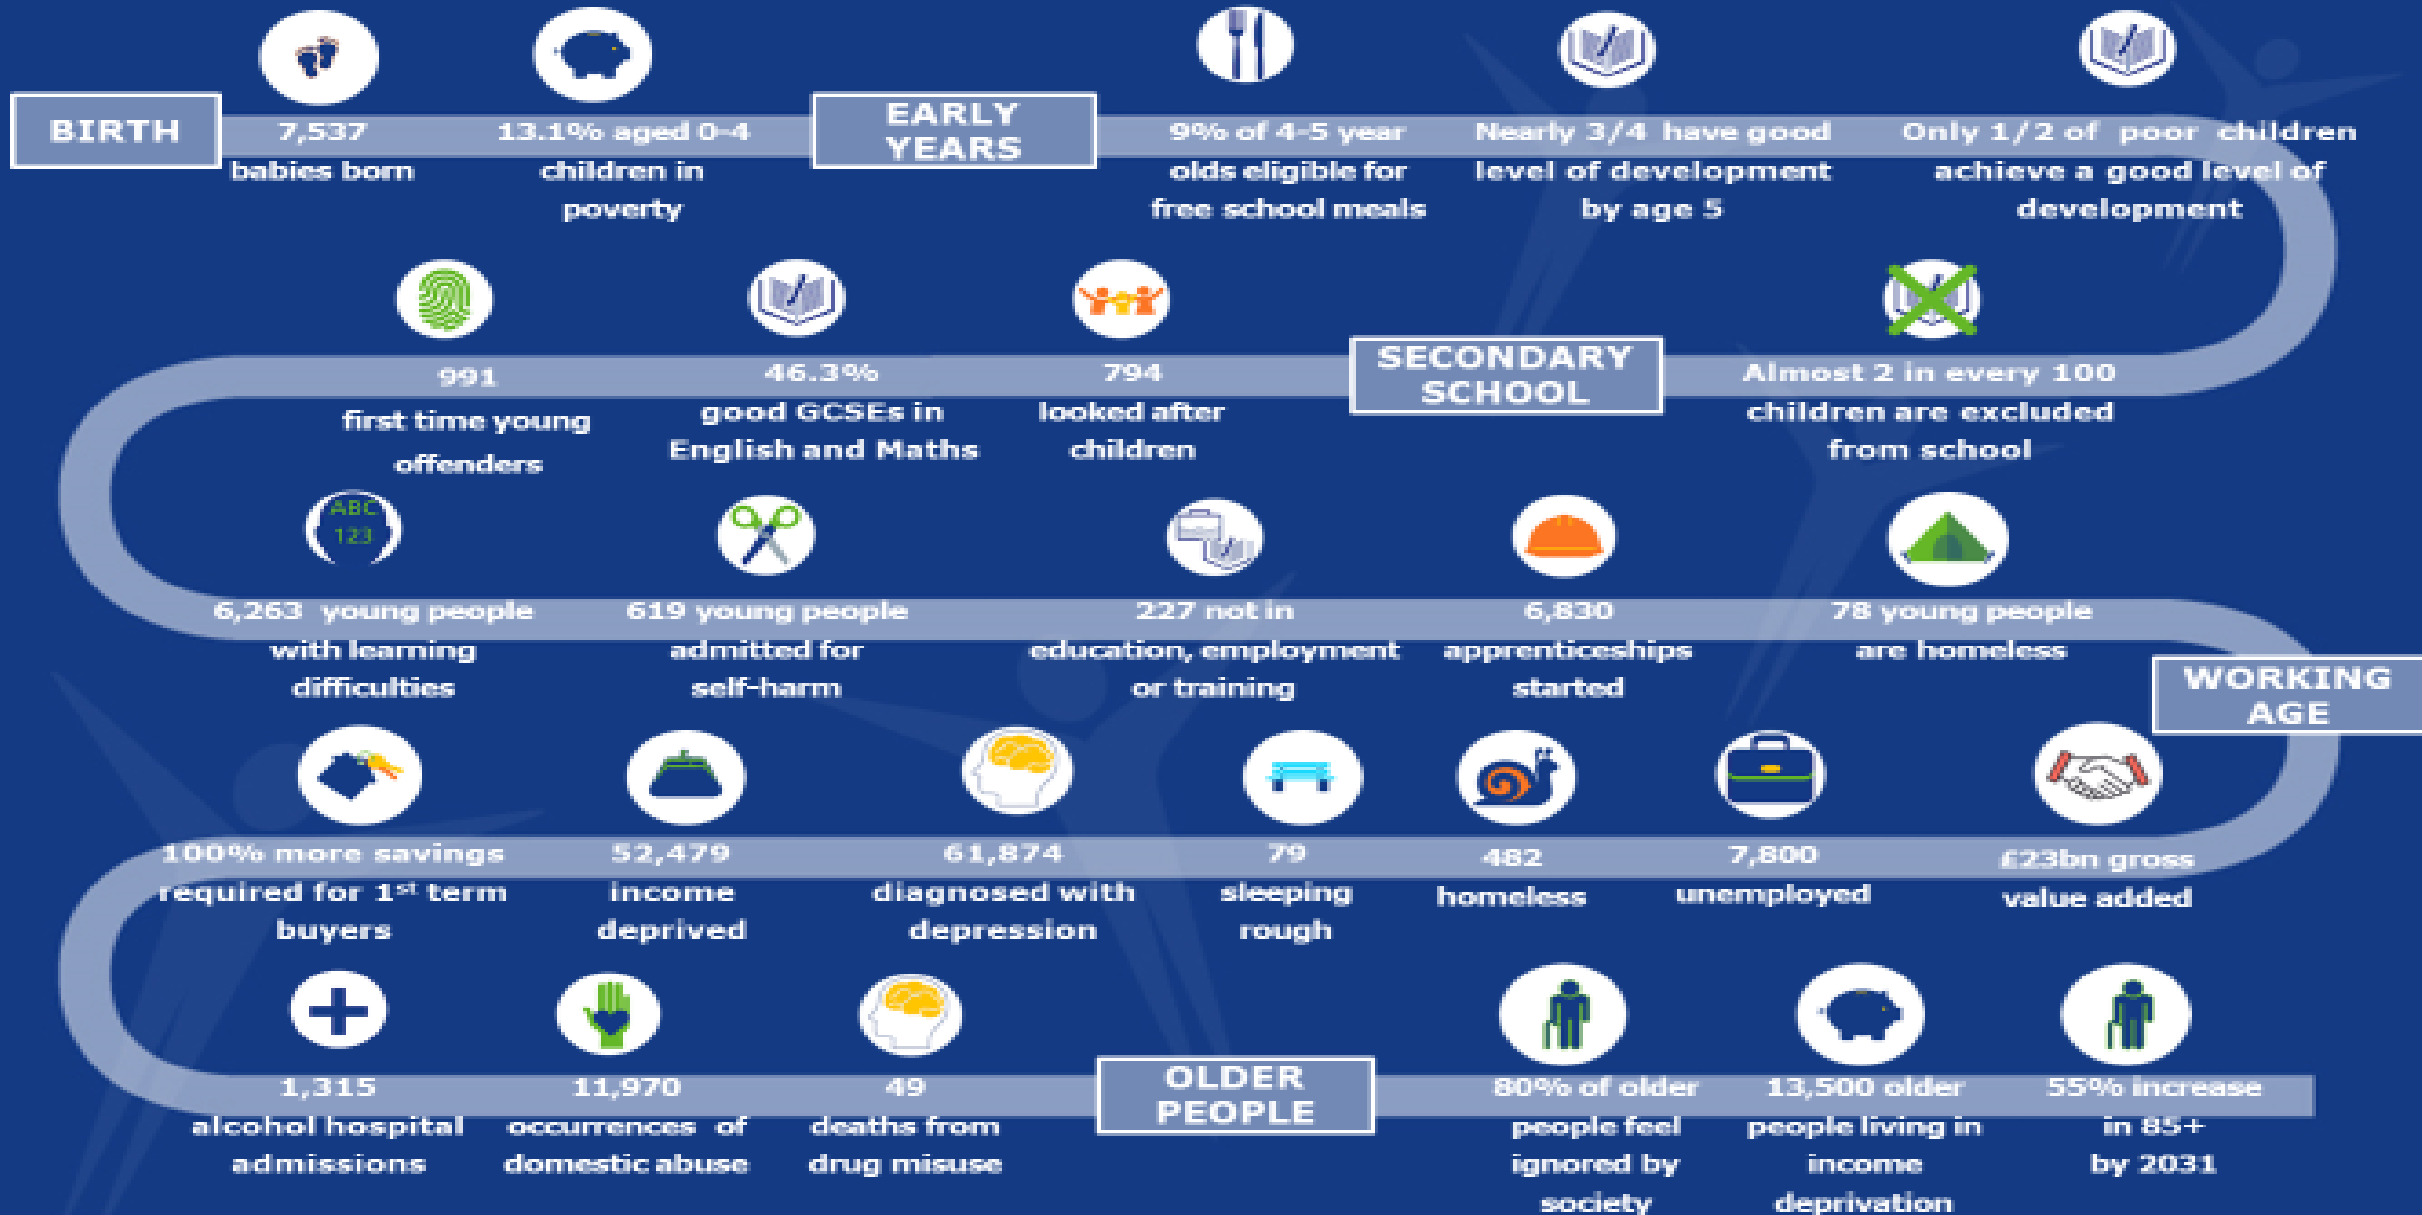 BIRTH
7,537
babies born
13.1% aged 0-4
children in
poverty
EARLY
YEARS
9% of 4-5 year
olds eligible for
free school meals
Nearly 3/4 have good
level of development
by age 5
Only 1/2 of poor children
achieve a good level of
development
Almost 2 in every 100
children are excluded
from school
SECONDARY
SCHOOL
794
looked after
children
46.3%
good GCSEs in
English and Maths
991
first time young
offenders
ABC
123
6,263 young people
with learning
difficulties
619 young people
admitted for
self-harm
227 not in
education, employment
or training
6,830
apprenticeships
started
78 young people
are homeless
WORKING
AGE
£23bn gross
value added
7,800
unemployed
482
homeless
79
sleeping
rough
61,874
diagnosed with
depression
52,479
income
deprived
100% more savings
required for 1st term
buyers
1,315
alcohol hospital
admissions
11,970
occurrences of
domestic abuse
49
deaths from
drug misuse
OLDER
PEOPLE
80% of older
people feel
ignored by
society
13,500 older
people living in
income
deprivation
55% increase
in 85+
by 2031